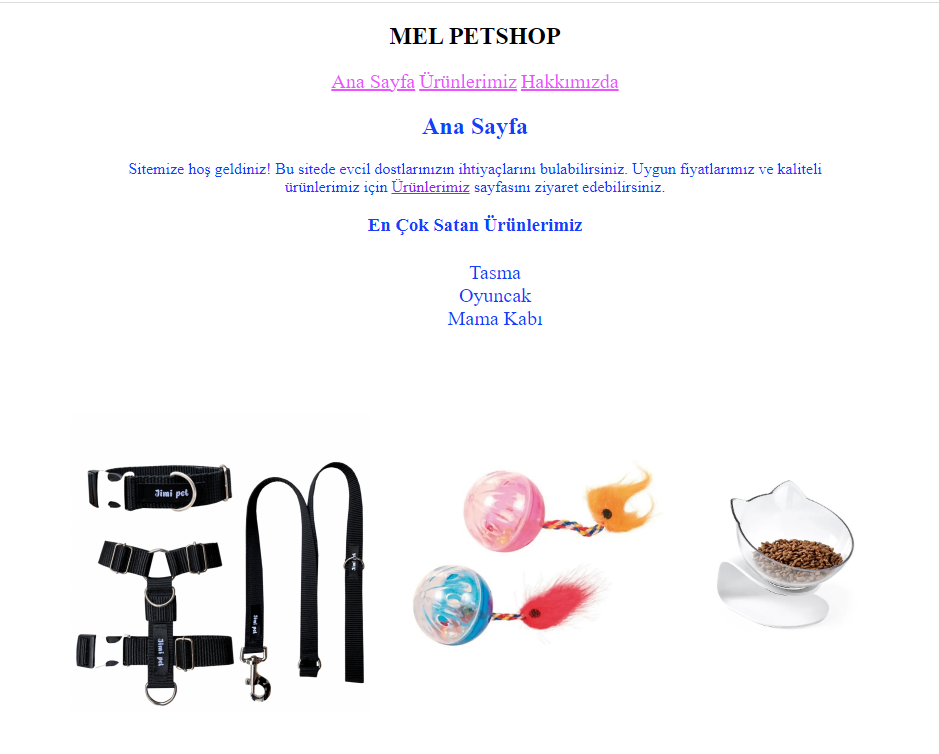 MEL PETSHOP
Ana Sayfa Ürünlerimiz Hakkımızda
Ana Sayfa
Sitemize hoş geldiniz! Bu sitede evcil dostlarınızın ihtiyaçlarını bulabilirsiniz. Uygun fiyatlarımız ve kaliteli
ürünlerimiz için Ürünlerimiz sayfasını ziyaret edebilirsiniz.
En Çok Satan Ürünlerimiz
Tasma
Oyuncak
Mama Kabı
Jimi pet
Jimi pet
Jimi pet